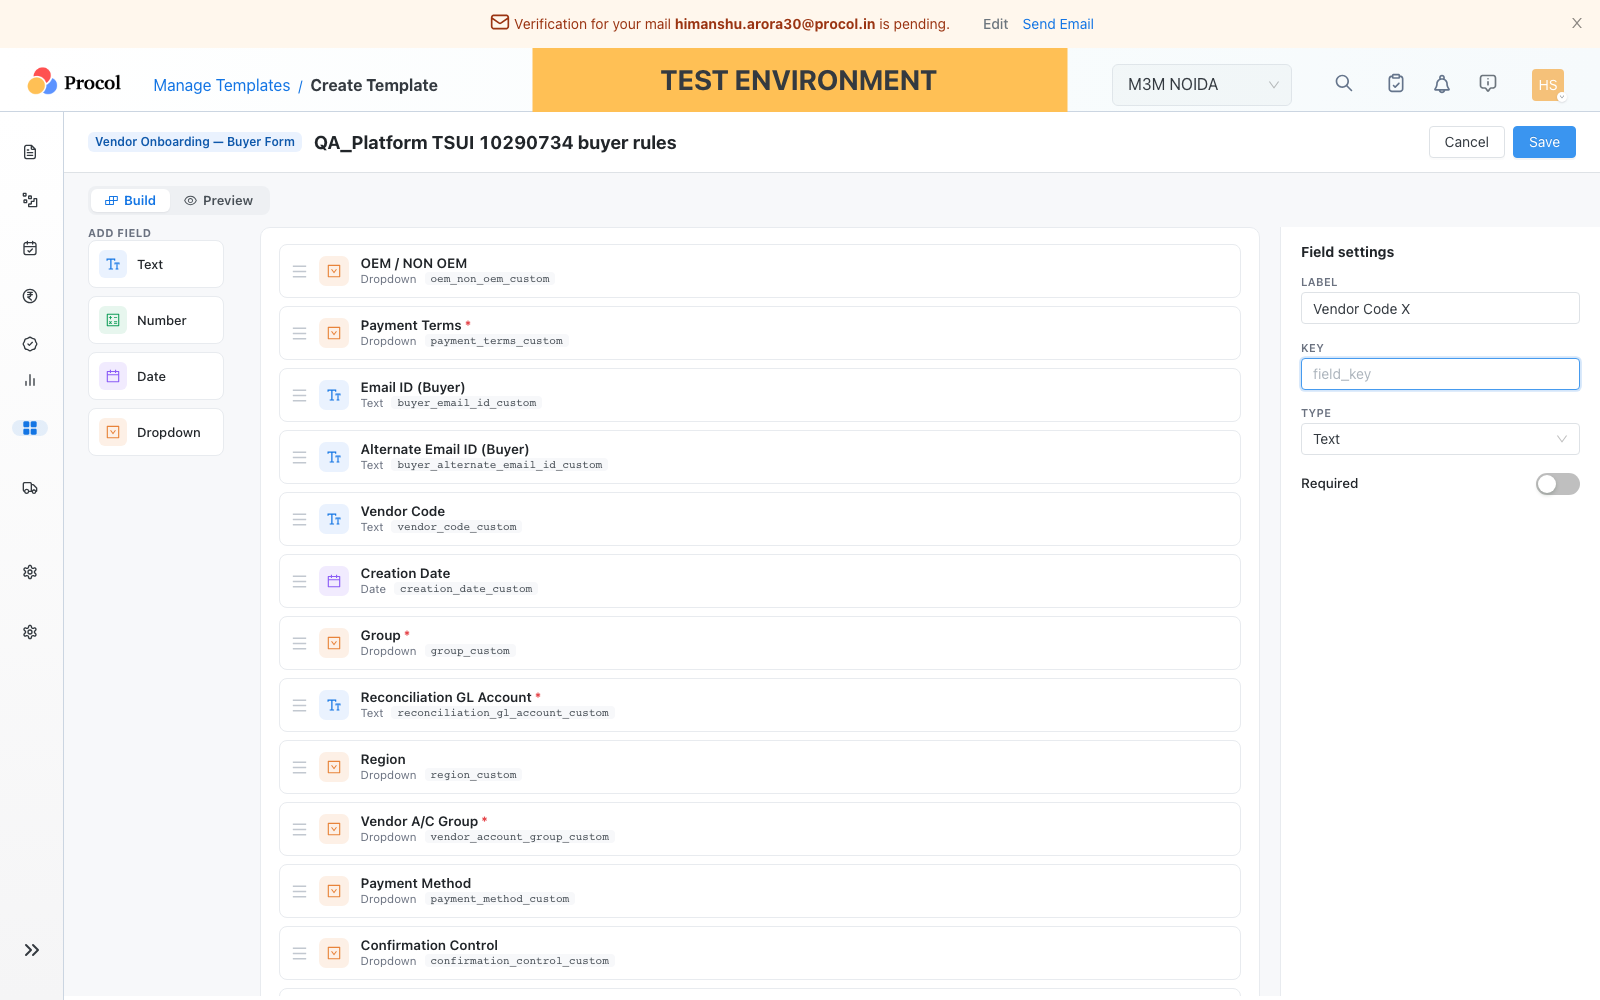 Verification for your mail himanshu.arora30@procol.in is pending. Edit Send Email
Procol
Manage Templates / Create Template
TEST ENVIRONMENT
M3M NOIDA
HS
Vendor Onboarding — Buyer Form
QA_Platform TSUI 10290734 buyer rules
Cancel
Save
Build
Preview
ADD FIELD
Text
Number
Date
Dropdown
OEM / NON OEM
Dropdown oem_non_oem_custom
Payment Terms *
Dropdown payment_terms_custom
Email ID (Buyer)
Text buyer_email_id_custom
Alternate Email ID (Buyer)
Text buyer_alternate_email_id_custom
Vendor Code
Text vendor_code_custom
Creation Date
Date creation_date_custom
Group *
Dropdown group_custom
Reconciliation GL Account *
Text reconciliation_gl_account_custom
Region
Dropdown region_custom
Vendor A/C Group *
Dropdown vendor_account_group_custom
Payment Method
Dropdown payment_method_custom
Confirmation Control
Dropdown confirmation_control_custom
Field settings
LABEL
Vendor Code X
KEY
field_key
TYPE
Text
Required